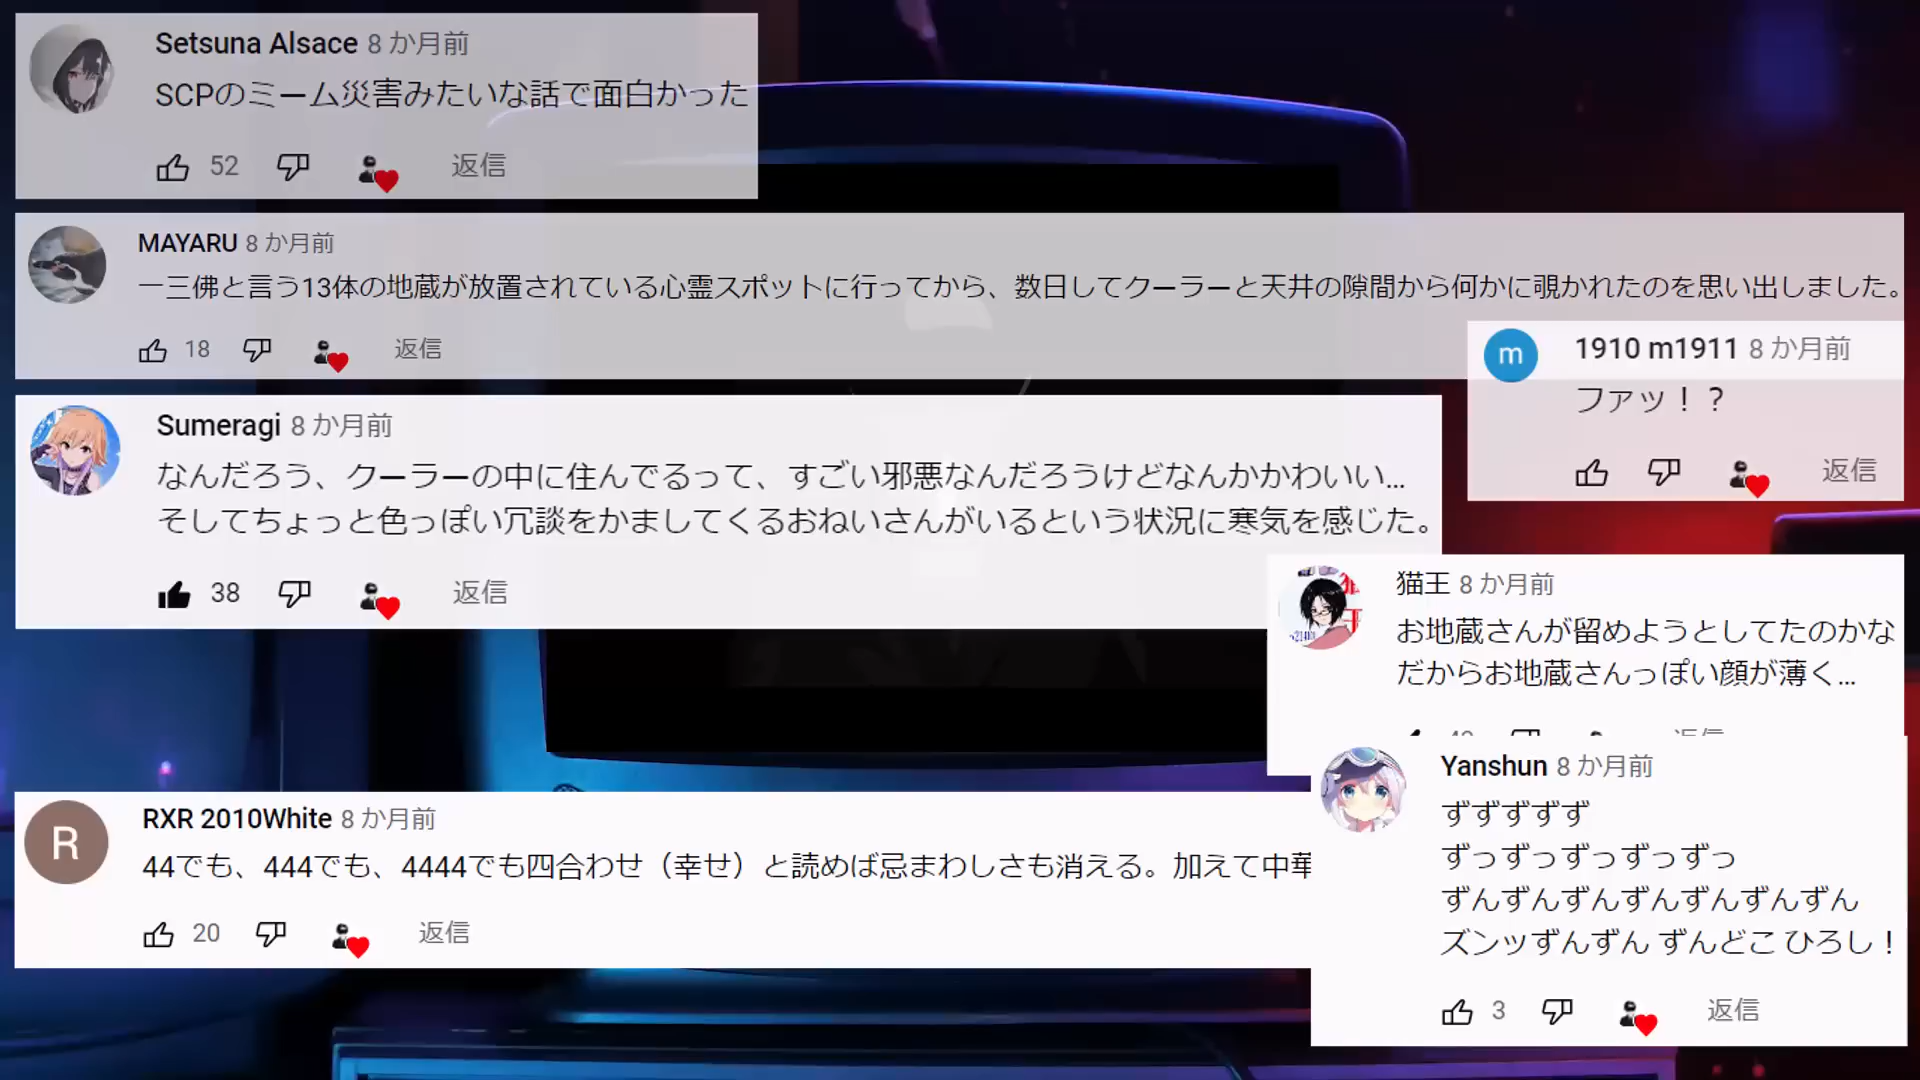 Setsuna Alsace 8 か月前
SCPのミーム災害みたいな話で面白かった
52 返信
MAYARU 8 か月前
一三佛と言う13体の地蔵が放置されている心霊スポットに行ってから、数日してクーラーと天井の隙間から何かに覗かれたのを思い出しました。
18 返信
m
1910 m1911 8 か月前
ファッ！？
返信
Sumeragi 8 か月前
なんだろう、クーラーの中に住んでるって、すごい邪悪なんだろうけどなんかかわいい...
そしてちょっと色っぽい冗談をかましてくるおねいさんがいるという状況に寒気を感じた。
38 返信
猫王 8 か月前
お地蔵さんが留めようとしてたのかな
だからお地蔵さんっぽい顔が薄く...
返信
R
RXR 2010White 8 か月前
44でも、444でも、4444でも四合わせ（幸せ）と読めば忌まわしさも消える。加えて中華
20 返信
Yanshun 8 か月前
ずずずずず
ずっずっずっずっずっ
ずんずんずんずんずんずんずん
ズンッずんずん ずんどこ ひろし！
3 返信